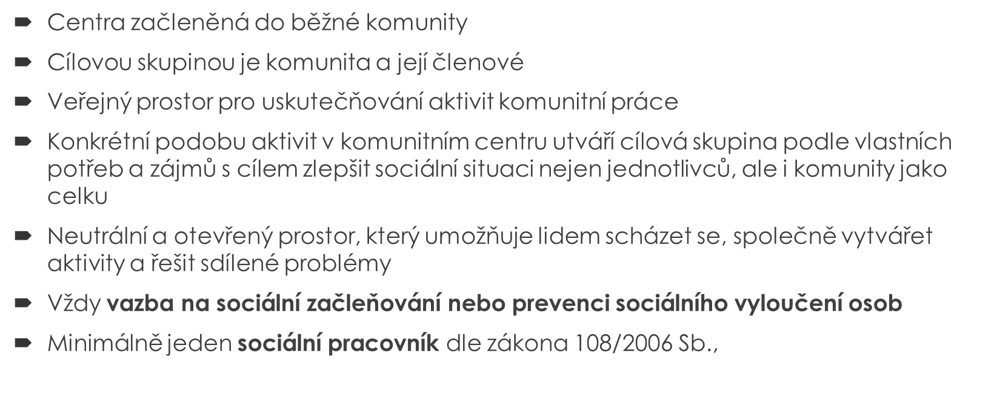 Centra začleněná do běžné komunity
Cílovou skupinou je komunita a její členové
Veřejný prostor pro uskutečňování aktivit komunitní práce
Konkrétní podobu aktivit v komunitním centru utváří cílová skupina podle vlastních
potřeb a zájmů s cílem zlepšit sociální situaci nejen jednotlivců, ale i komunity jako
celku
Neutrální a otevřený prostor, který umožňuje lidem scházet se, společně vytvářet
aktivity a řešit sdílené problémy
Vždy vazba na sociální začleňování nebo prevenci sociálního vyloučení osob
Minimálně jeden sociální pracovník dle zákona 108/2006 Sb.,